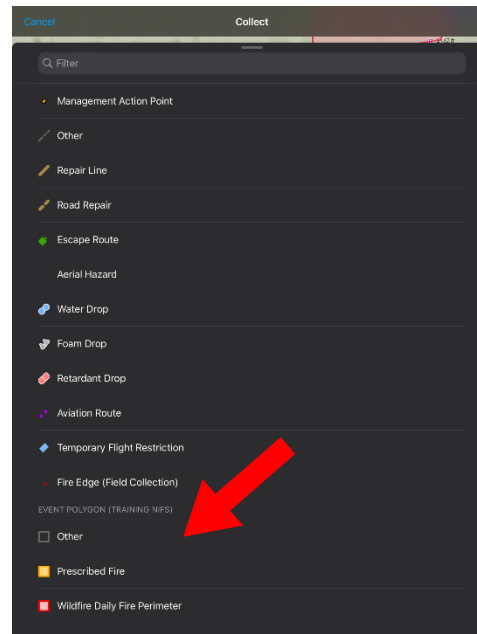 Cancel
Collect
Filter
Management Action Point
Other
Repair Line
Road Repair
Escape Route
Aerial Hazard
Water Drop
Foam Drop
Retardant Drop
Aviation Route
Temporary Flight Restriction
Fire Edge (Field Collection)
EVENT POLYGON (TRAINING NIFS)
Other
Prescribed Fire
Wildfire Daily Fire Perimeter